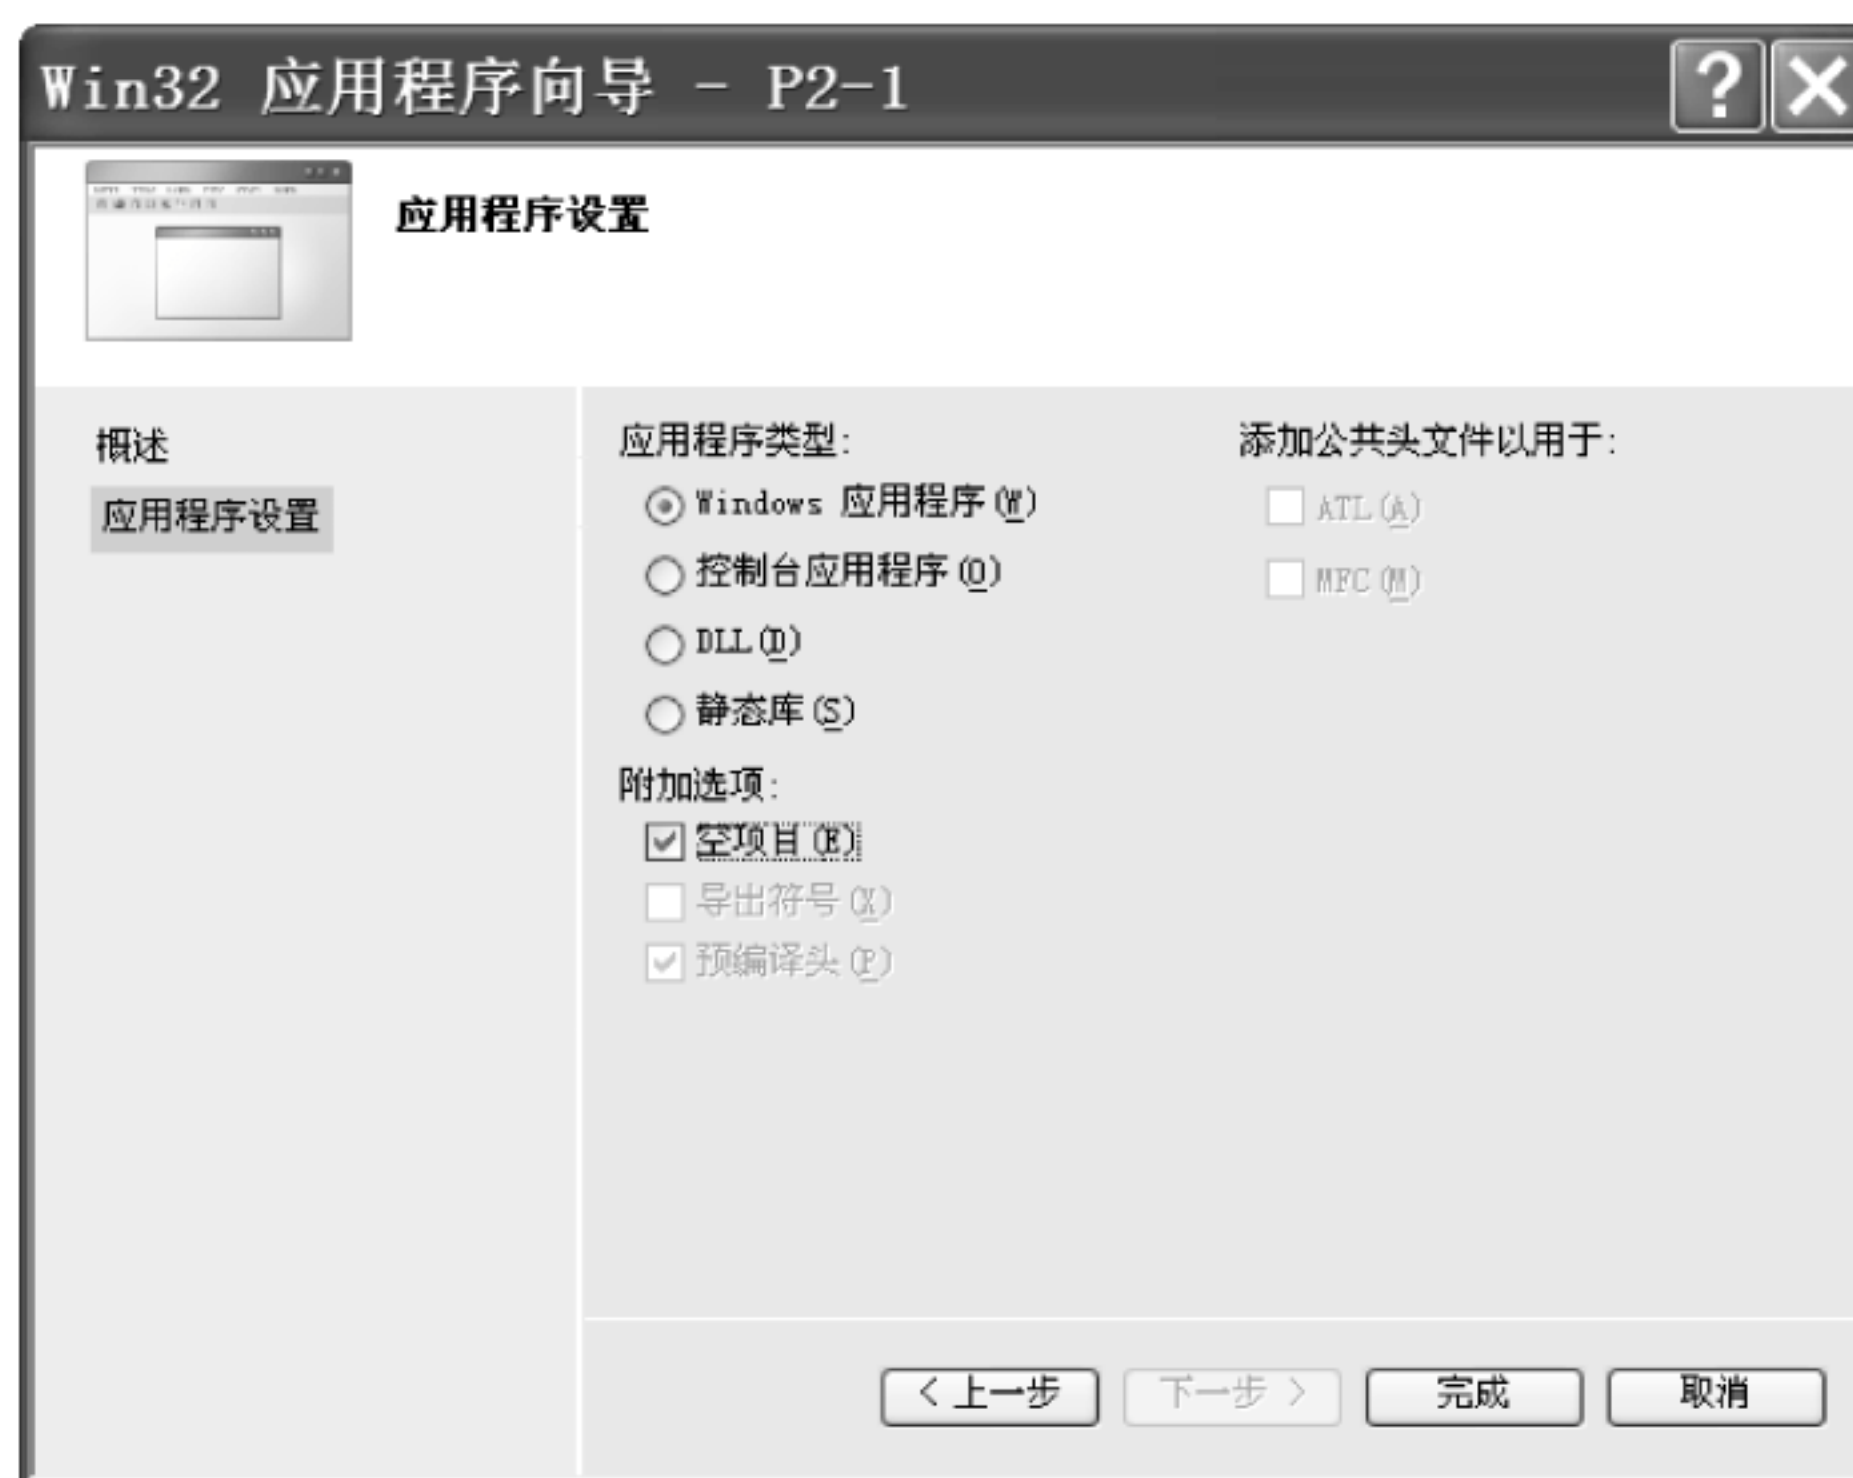 Win32 应用程序向导 - P2-1
应用程序设置
概述
应用程序设置
应用程序类型:
Windows 应用程序(W)
控制台应用程序(O)
DLL(D)
静态库(S)
附加选项:
空项目(E)
导出符号(X)
预编译头(P)
添加公共头文件以用于:
ATL(A)
MFC(M)
< 上一步
下一步 >
完成
取消